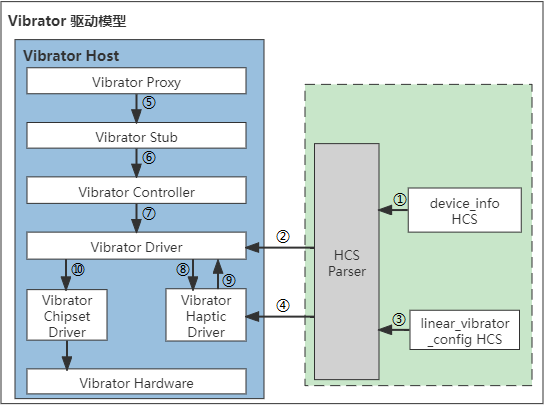 Vibrator 驱动模型
Vibrator Host
Vibrator Proxy
⑤
Vibrator Stub
⑥
Vibrator Controller
⑦
Vibrator Driver
⑩
⑧
⑨
Vibrator
Chipset
Driver
Vibrator
Haptic
Driver
Vibrator Hardware
②
④
HCS
Parser
①
device_info
HCS
③
linear_vibrator
_config HCS